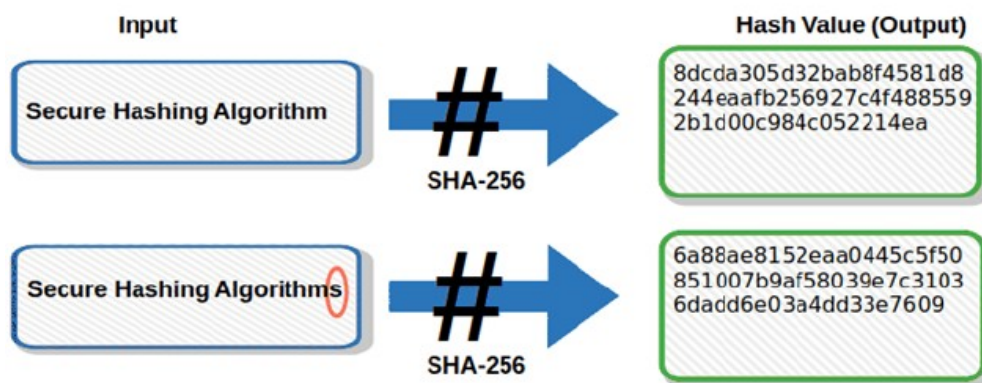 Input
Hash Value (Output)
Secure Hashing Algorithm
#
SHA-256
8dcda305d32bab8f4581d8
244eaafb256927c4f488559
2b1d00c984c052214ea
Secure Hashing Algorithms
#
SHA-256
6a88ae8152eaa0445c5f50
851007b9af58039e7c3103
6dadd6e03a4dd33e7609